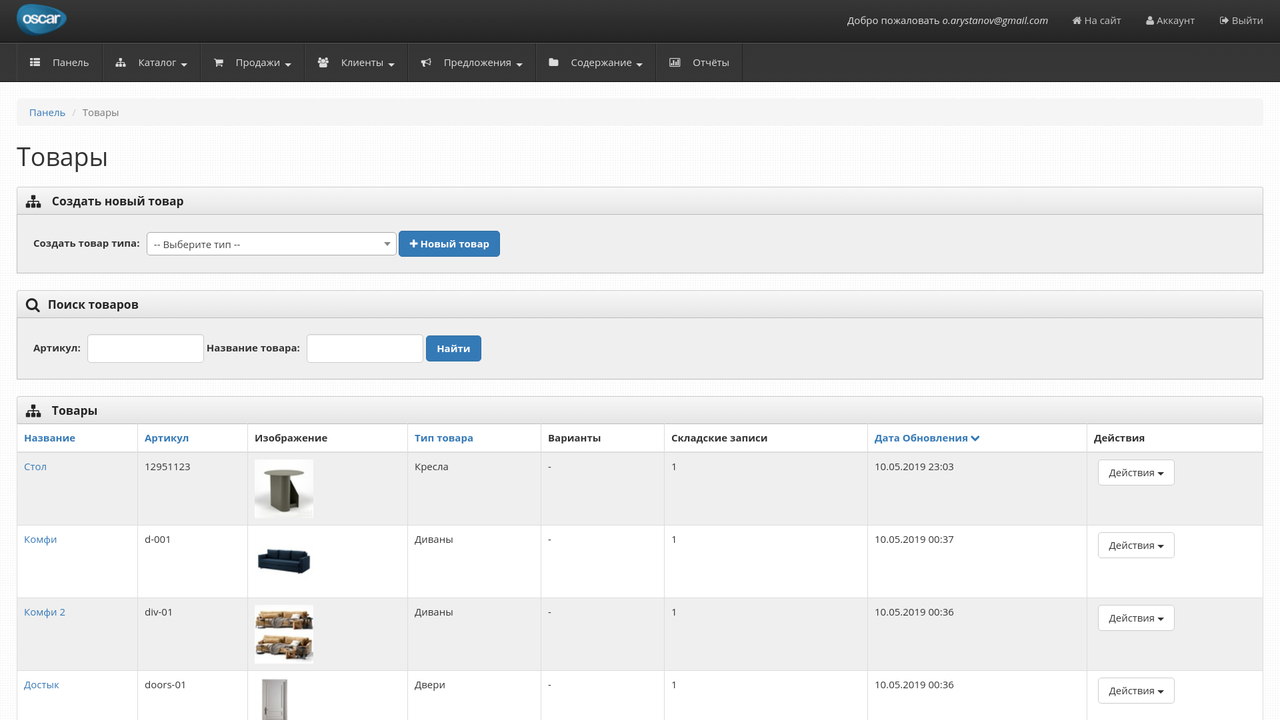 oscar
Добро пожаловать o.arystanov@gmail.com На сайт Аккаунт Выйти
Панель Каталог Продажи Клиенты Предложения Содержание Отчёты
Панель / Товары
Товары
Создать новый товар
Создать товар типа: -- Выберите тип -- Новый товар
Поиск товаров
Артикул: Название товара: Найти
Товары
Название Артикул Изображение Тип товара Варианты Складские записи Дата Обновления Действия
Стол 12951123 Кресла - 1 10.05.2019 23:03 Действия
Комфи d-001 Диваны - 1 10.05.2019 00:37 Действия
Комфи 2 div-01 Диваны - 1 10.05.2019 00:36 Действия
Достык doors-01 Двери - 1 10.05.2019 00:36 Действия